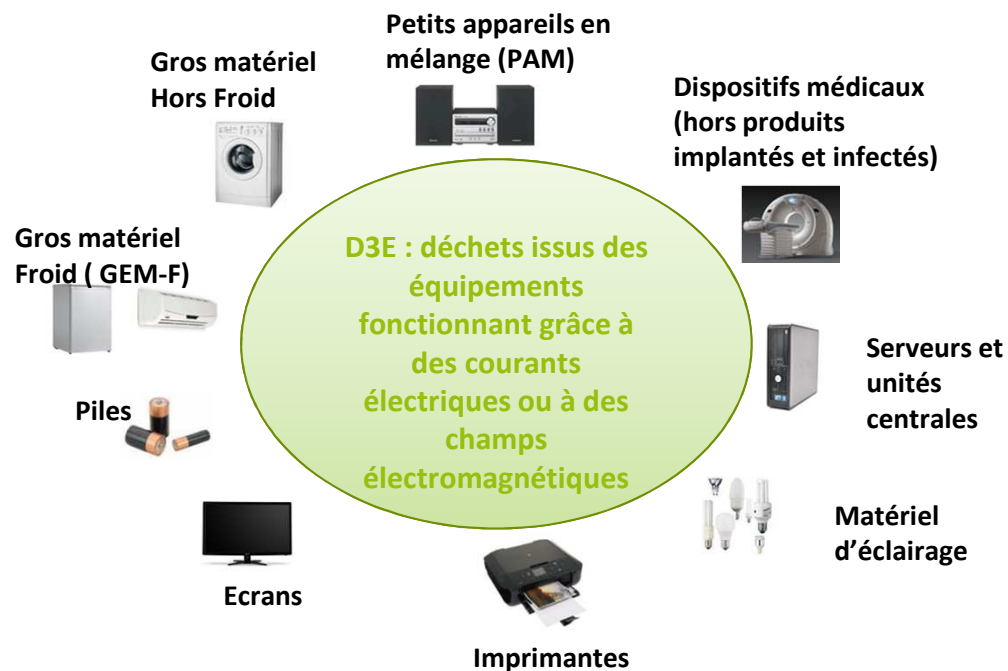 Petits appareils en
mélange (PAM)
Gros matériel
Hors Froid
Dispositifs médicaux
(hors produits
implantés et infectés)
Gros matériel
Froid ( GEM-F)
D3E : déchets issus des
équipements
fonctionnant grâce à
des courants
électriques ou à des
champs
électromagnétiques
Serveurs et
unités
centrales
Piles
Matériel
d’éclairage
Ecrans
Imprimantes